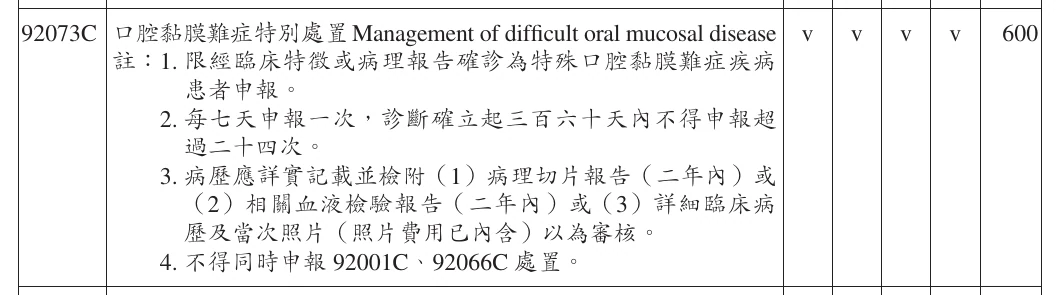 92073C 口腔黏膜難症特別處置 Management of difficult oral mucosal disease v v v v 600
註：1. 限經臨床特徵或病理報告確診為特殊口腔黏膜難症疾病
患者申報。
2. 每七天申報一次，診斷確立起三百六十天內不得申報超
過二十四次。
3. 病歷應詳實記載並檢附（1）病理切片報告（二年內）或
（2）相關血液檢驗報告（二年內）或（3）詳細臨床病
歷及當次照片（照片費用已內含）以為審核。
4. 不得同時申報 92001C、92066C 處置。